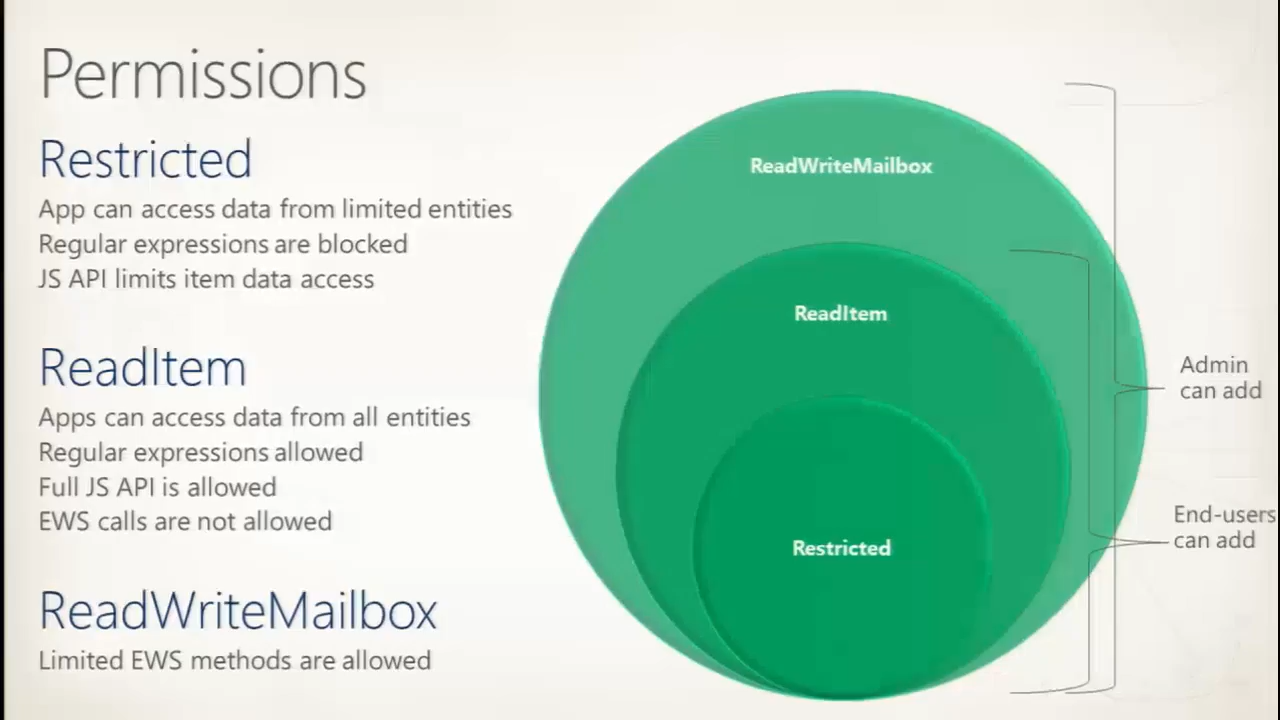 Permissions
Restricted
App can access data from limited entities
Regular expressions are blocked
JS API limits item data access
ReadItem
Apps can access data from all entities
Regular expressions allowed
Full JS API is allowed
EWS calls are not allowed
ReadWriteMailbox
Limited EWS methods are allowed
ReadWriteMailbox
ReadItem
Restricted
Admin
can add
End-users
can add